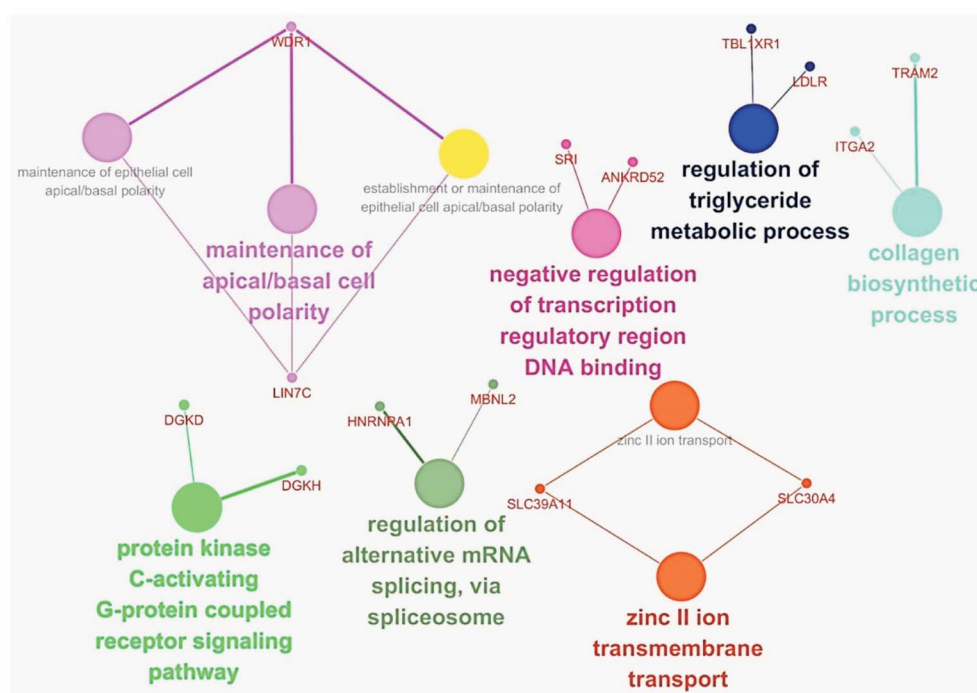 WDR1
maintenance of epithelial cell
apical/basal polarity
establishment or maintenance of
epithelial cell apical/basal polarity
maintenance of
apical/basal cell
polarity
LIN7C
SRI
ANKRD52
negative regulation
of transcription
regulatory region
DNA binding
TBL1XR1
LDLR
regulation of
triglyceride
metabolic process
TRAM2
ITGA2
collagen
biosynthetic
process
DGKD
DGKH
protein kinase
C-activating
G-protein coupled
receptor signaling
pathway
HNRNPA1
MBNL2
regulation of
alternative mRNA
splicing, via
spliceosome
zinc II ion transport
SLC39A11
SLC30A4
zinc II ion
transmembrane
transport